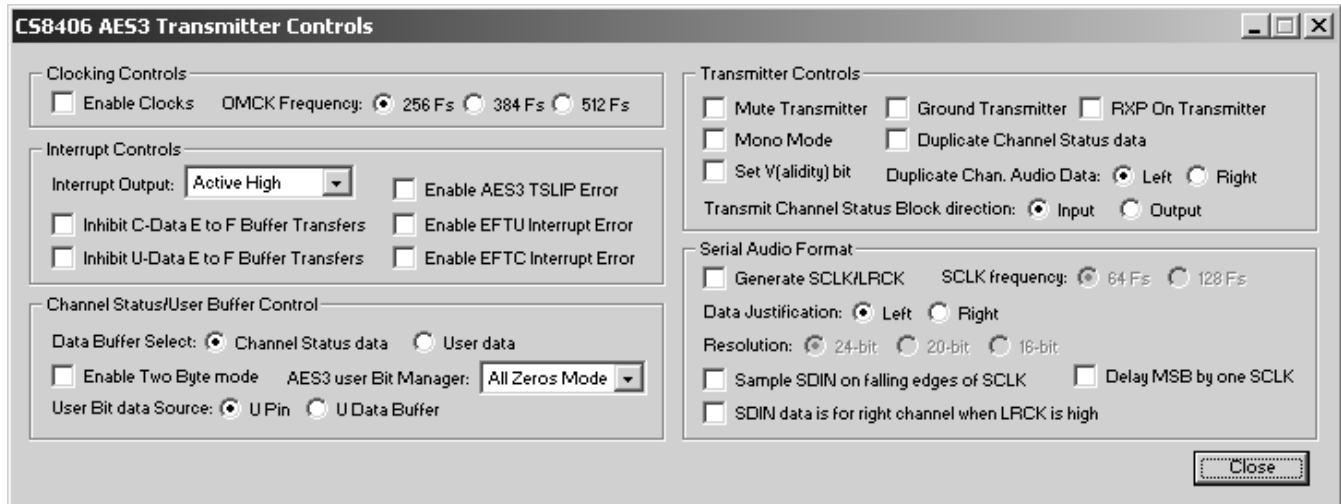 CS8406 AES3 Transmitter Controls
Clocking Controls
Enable Clocks OMCK Frequency: 256 Fs 384 Fs 512 Fs
Interrupt Controls
Interrupt Output: Active High Enable AES3 TSLIP Error
Inhibit C-Data E to F Buffer Transfers Enable EFTU Interrupt Error
Inhibit U-Data E to F Buffer Transfers Enable EFTC Interrupt Error
Channel Status/User Buffer Control
Data Buffer Select: Channel Status data User data
Enable Two Byte mode AES3 user Bit Manager: All Zeros Mode
User Bit data Source: U Pin U Data Buffer
Transmitter Controls
Mute Transmitter Ground Transmitter RXP On Transmitter
Mono Mode Duplicate Channel Status data
Set V(alidity) bit Duplicate Chan. Audio Data: Left Right
Transmit Channel Status Block direction: Input Output
Serial Audio Format
Generate SCLK/LRCK SCLK frequency: 64 Fs 128 Fs
Data Justification: Left Right
Resolution: 24-bit 20-bit 16-bit
Sample SDIN on falling edges of SCLK Delay MSB by one SCLK
SDIN data is for right channel when LRCK is high
Close